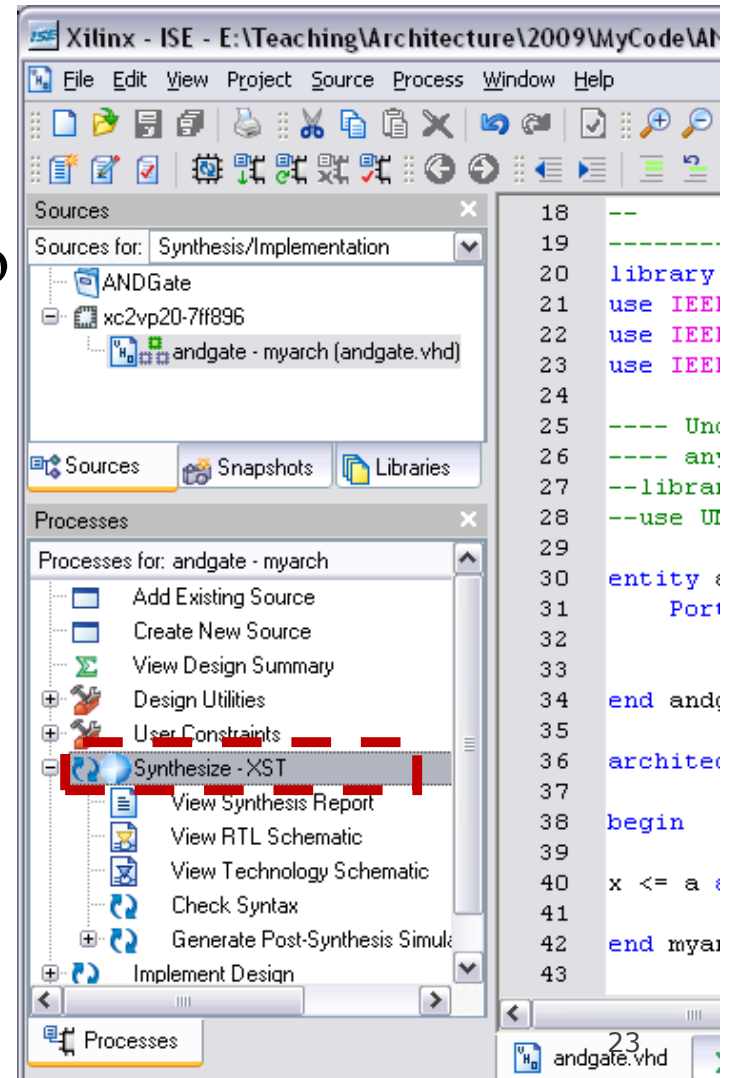 Xilinx - ISE - E:\Teaching\Architecture\2009\MyCode\AN
File Edit View Project Source Process Window Help
Sources
Sources for: Synthesis/Implementation
ANDGate
xc2vp20-7ff896
andgate - myarch (andgate.vhd)
Sources Snapshots Libraries
Processes
Processes for: andgate - myarch
Add Existing Source
Create New Source
View Design Summary
Design Utilities
User Constraints
Synthesize - XST
View Synthesis Report
View RTL Schematic
View Technology Schematic
Check Syntax
Generate Post-Synthesis Simula
Implement Design
Processes
18 --
19 --------
20 library
21 use IEE
22 use IEE
23 use IEE
24
25 ---- Unc
26 ---- any
27 --librar
28 --use UN
29
30 entity a
31 Port
32
33
34 end andg
35
36 architec
37
38 begin
39
40 x <= a a
41
42 end myar
43
andgate.vhd
23